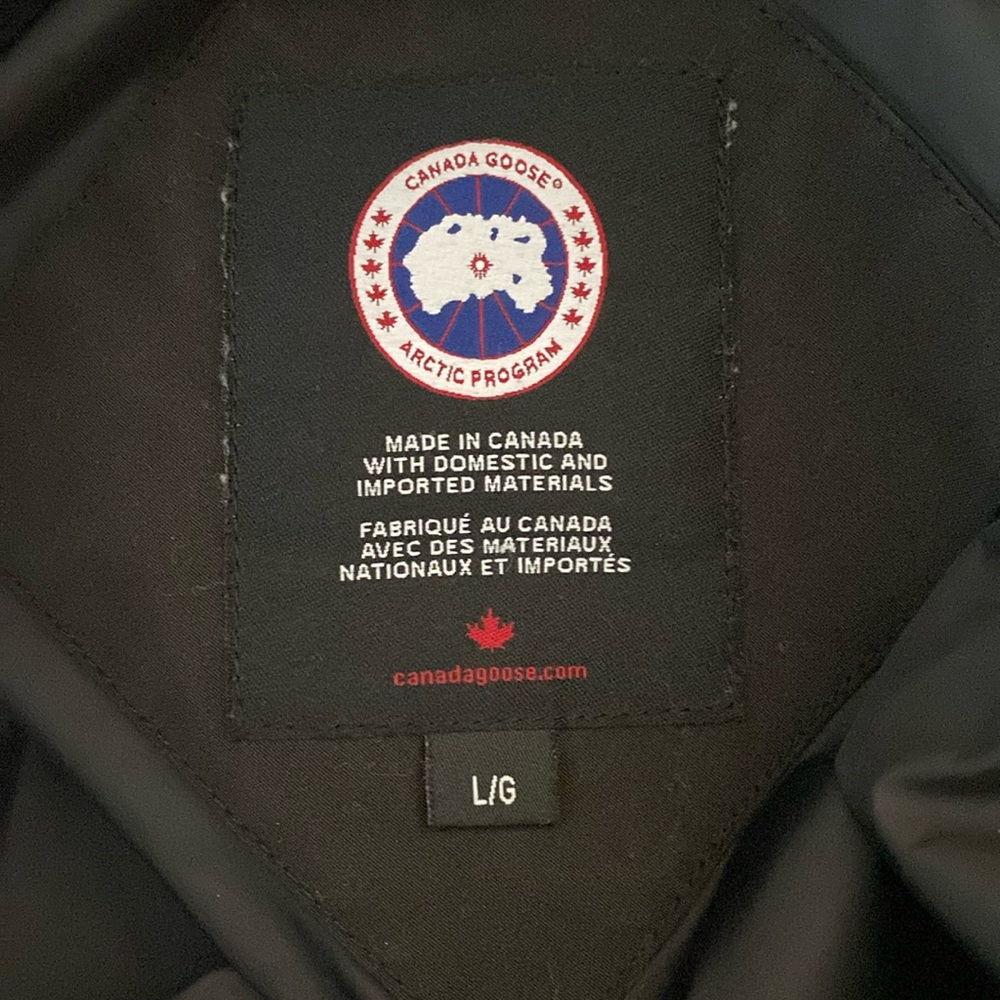 CANADA GOOSE®
ARCTIC PROGRAM
MADE IN CANADA
WITH DOMESTIC AND
IMPORTED MATERIALS
FABRIQUÉ AU CANADA
AVEC DES MATERIAUX
NATIONAUX ET IMPORTÉS
canadagoose.com
L/G